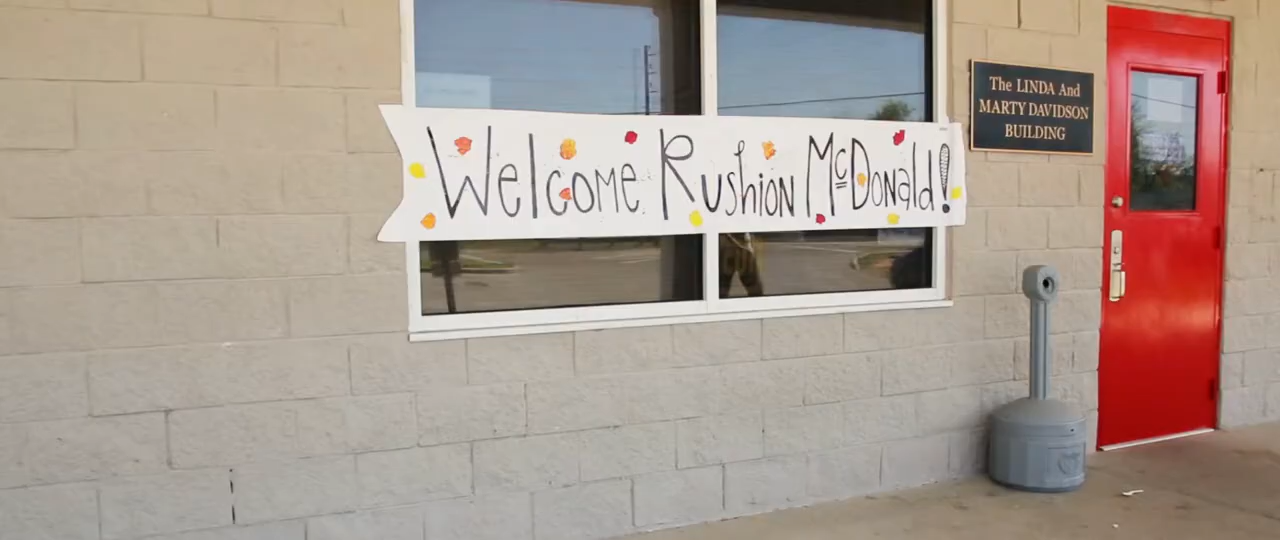 Welcome Rushion McDonald!
The LINDA And
MARTY DAVIDSON
BUILDING